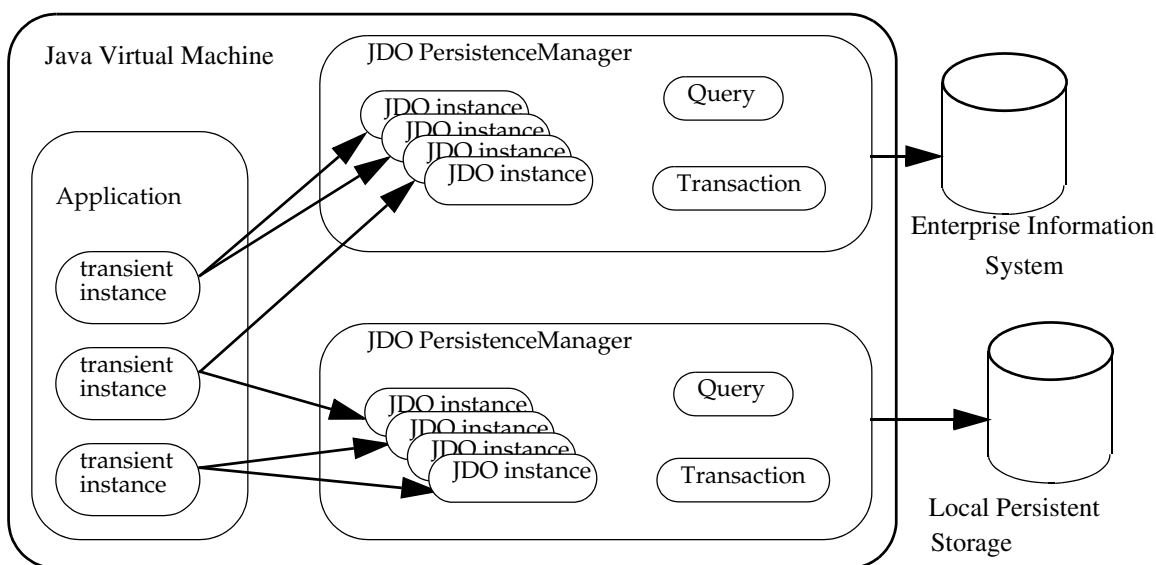 Java Virtual Machine
JDO PersistenceManager
JDO instance
JDO instance
JDO instance
JDO instance
Query
Transaction
Enterprise Information
System
Application
transient
instance
transient
instance
transient
instance
JDO PersistenceManager
JDO instance
JDO instance
JDO instance
JDO instance
Query
Transaction
Local Persistent
Storage